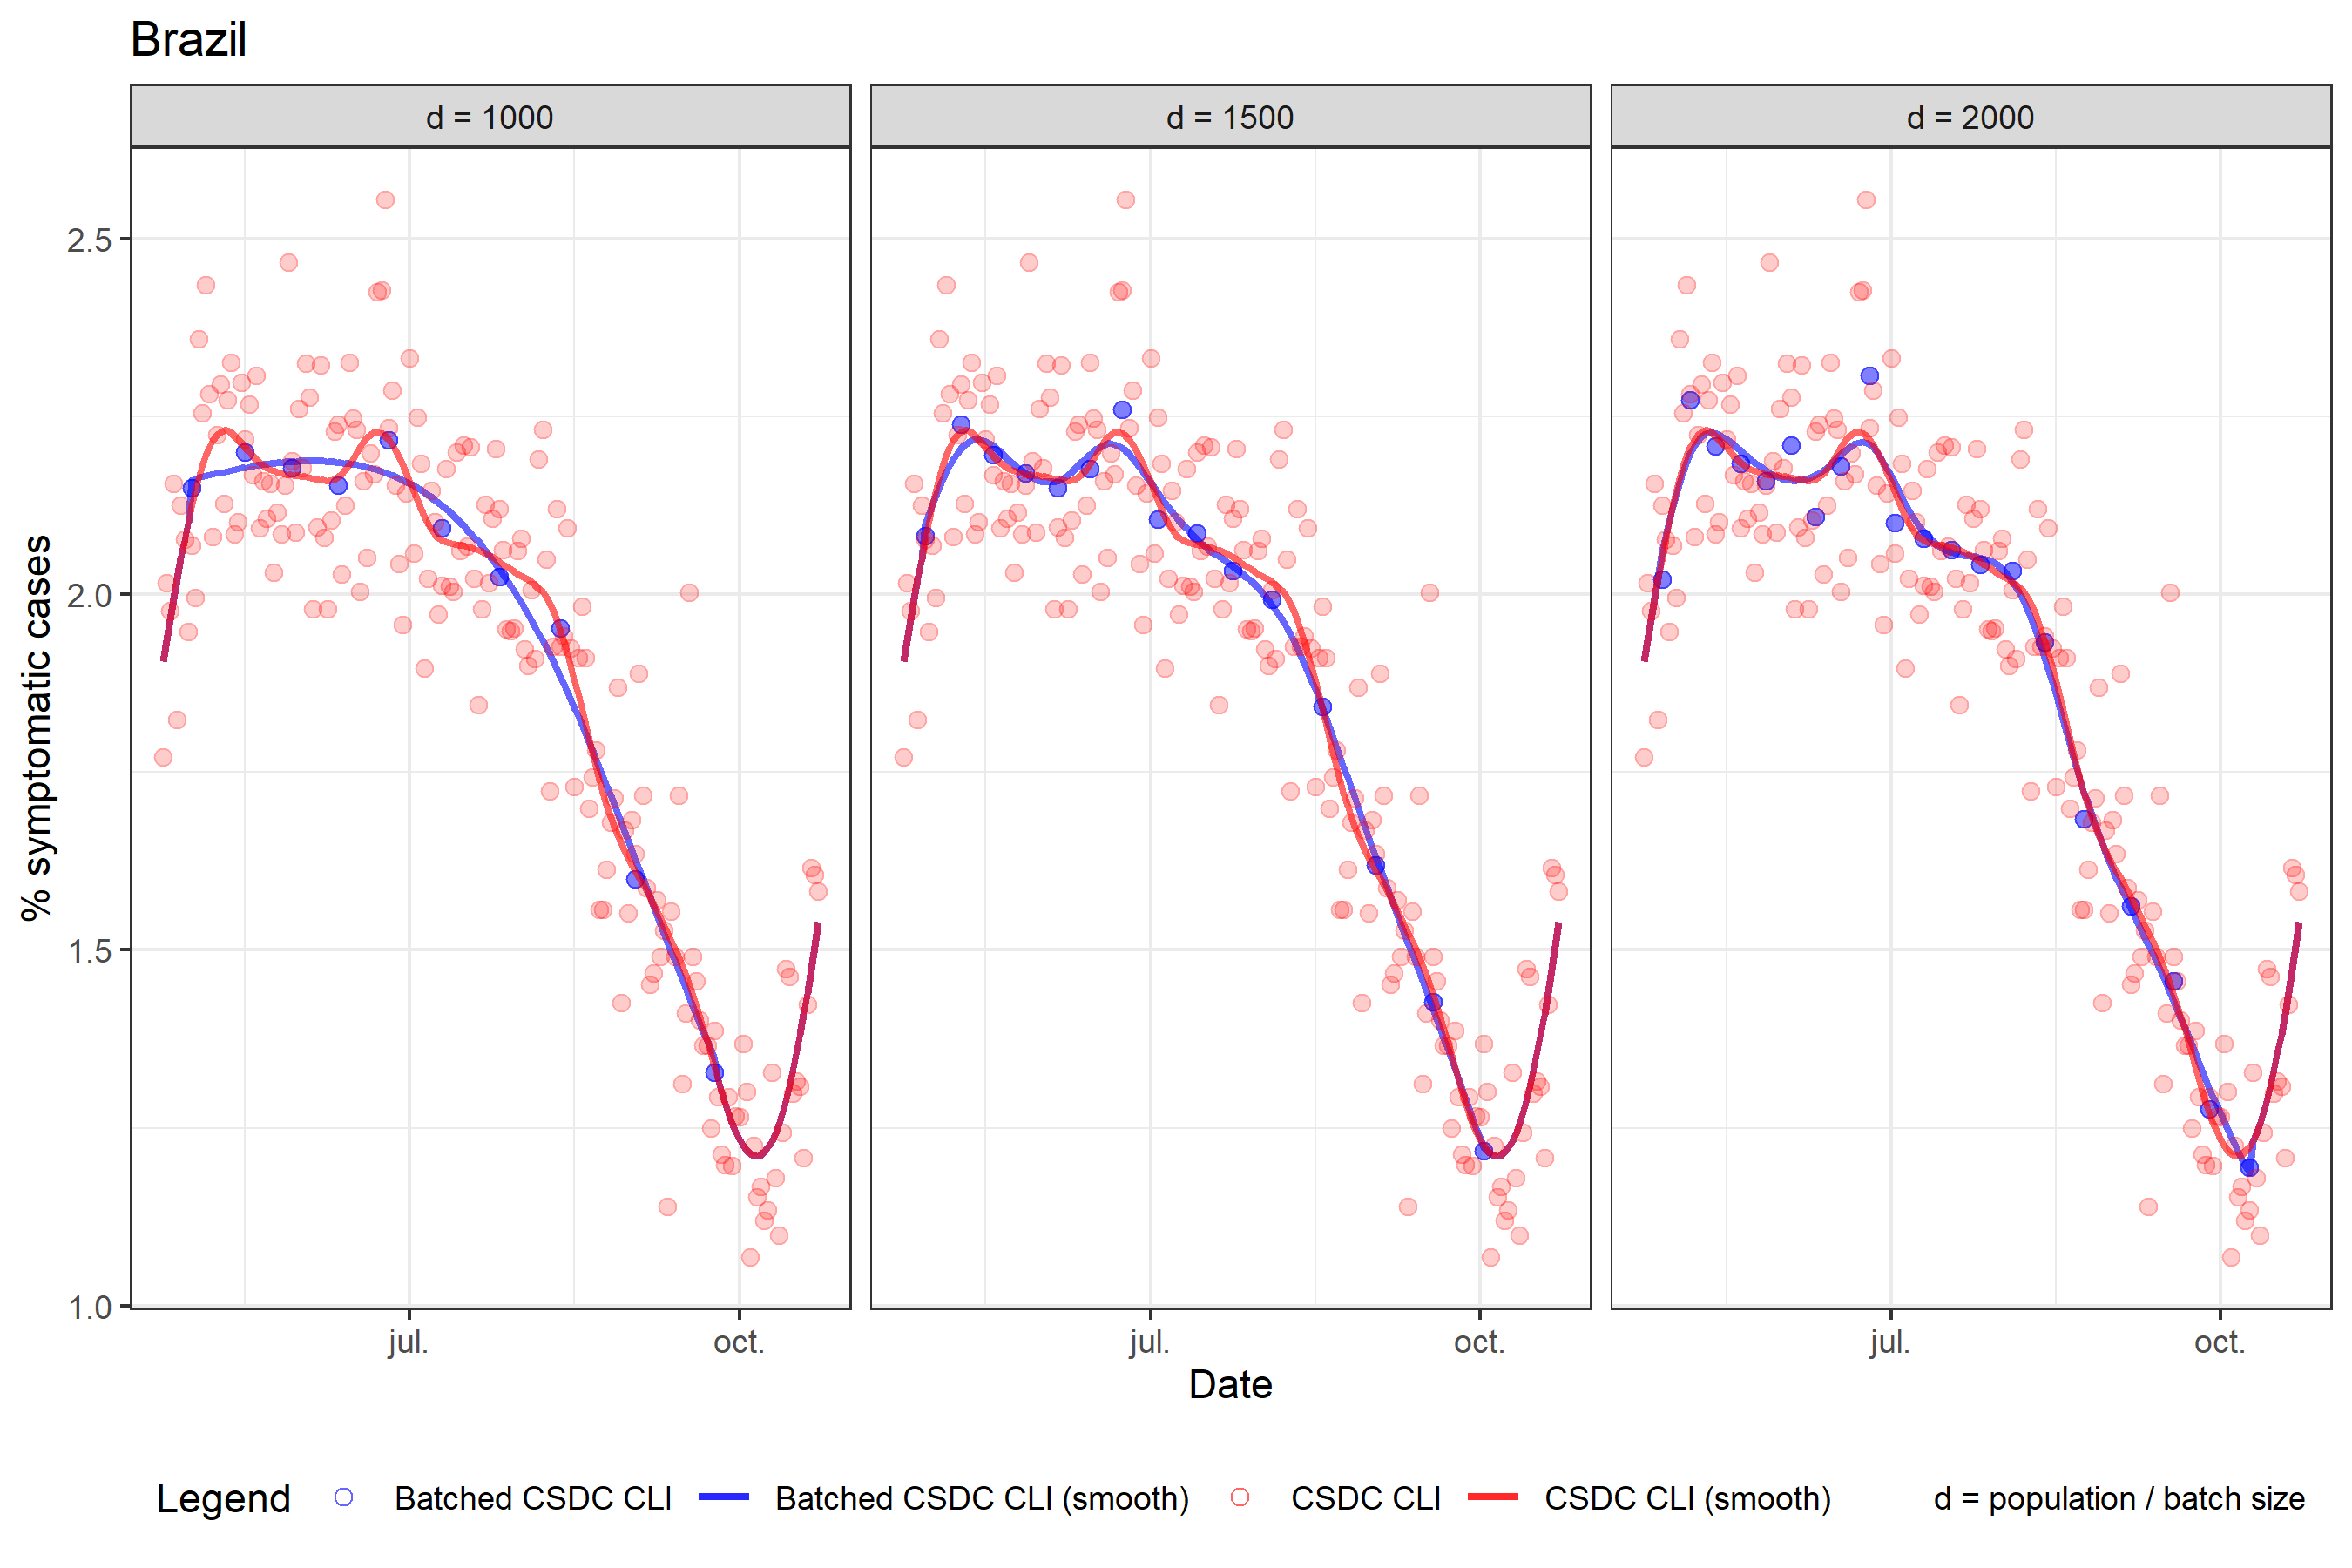 Brazil
d = 1000
d = 1500
d = 2000
% symptomatic cases
2.5
2.0
1.5
1.0
jul.
oct.
jul.
oct.
jul.
oct.
Date
Legend
Batched CSDC CLI
Batched CSDC CLI (smooth)
CSDC CLI
CSDC CLI (smooth)
d = population / batch size